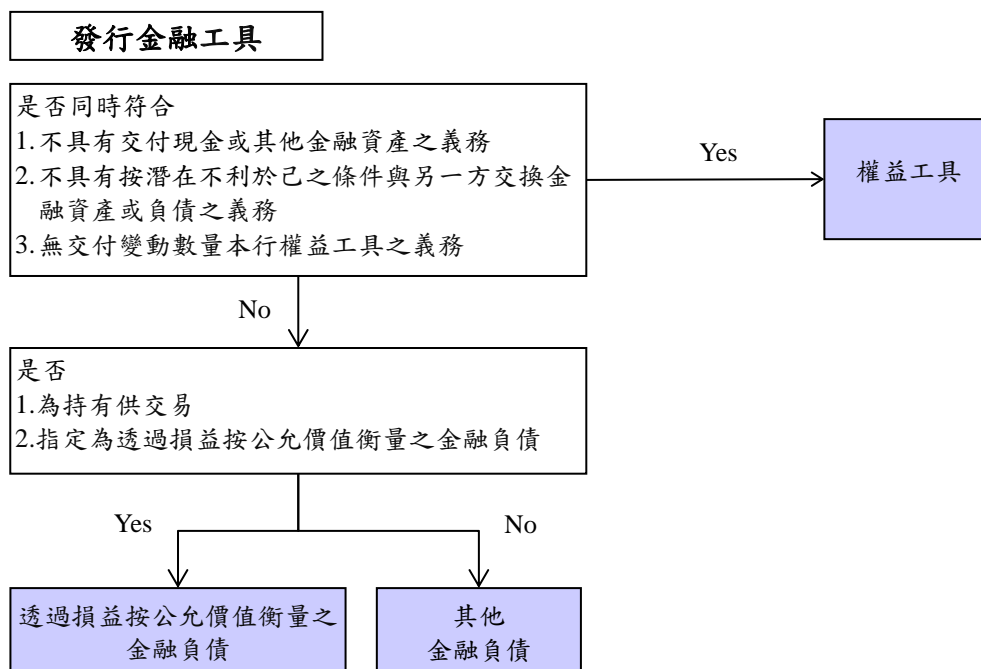 發行金融工具
是否同時符合
1.不具有交付現金或其他金融資產之義務
2.不具有按潛在不利於己之條件與另一方交換金
融資產或負債之義務
3.無交付變動數量本行權益工具之義務
Yes
權益工具
No
是否
1.為持有供交易
2.指定為透過損益按公允價值衡量之金融負債
Yes
No
透過損益按公允價值衡量之
金融負債
其他
金融負債